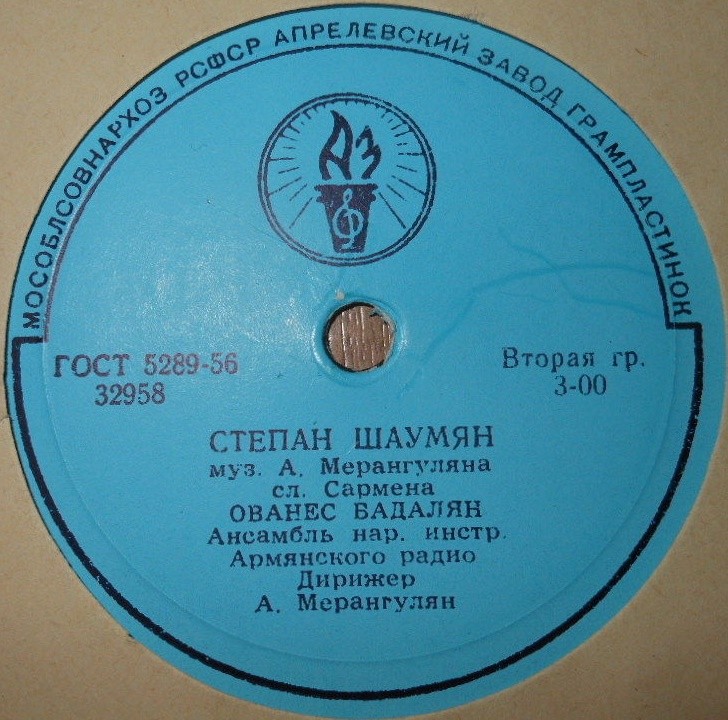 МОСОБЛСОВНАРХОЗ РСФСР АПРЕЛЕВСКИЙ ЗАВОД ГРАМПЛАСТИНОК
АЗ
ГОСТ 5289-56
32958
Вторая гр.
3-00
СТЕПАН ШАУМЯН
муз. А. Мерангуляна
сл. Сармена
ОВАНЕС БАДАЛЯН
Ансамбль нар. инстр.
Армянского радио
Дирижер
А. Мерангулян